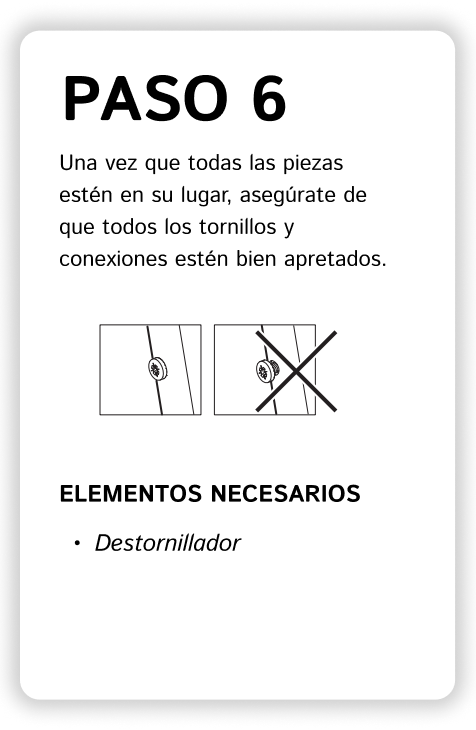 PASO 6
Una vez que todas las piezas
estén en su lugar, asegúrate de
que todos los tornillos y
conexiones estén bien apretados.
ELEMENTOS NECESARIOS
• Destornillador